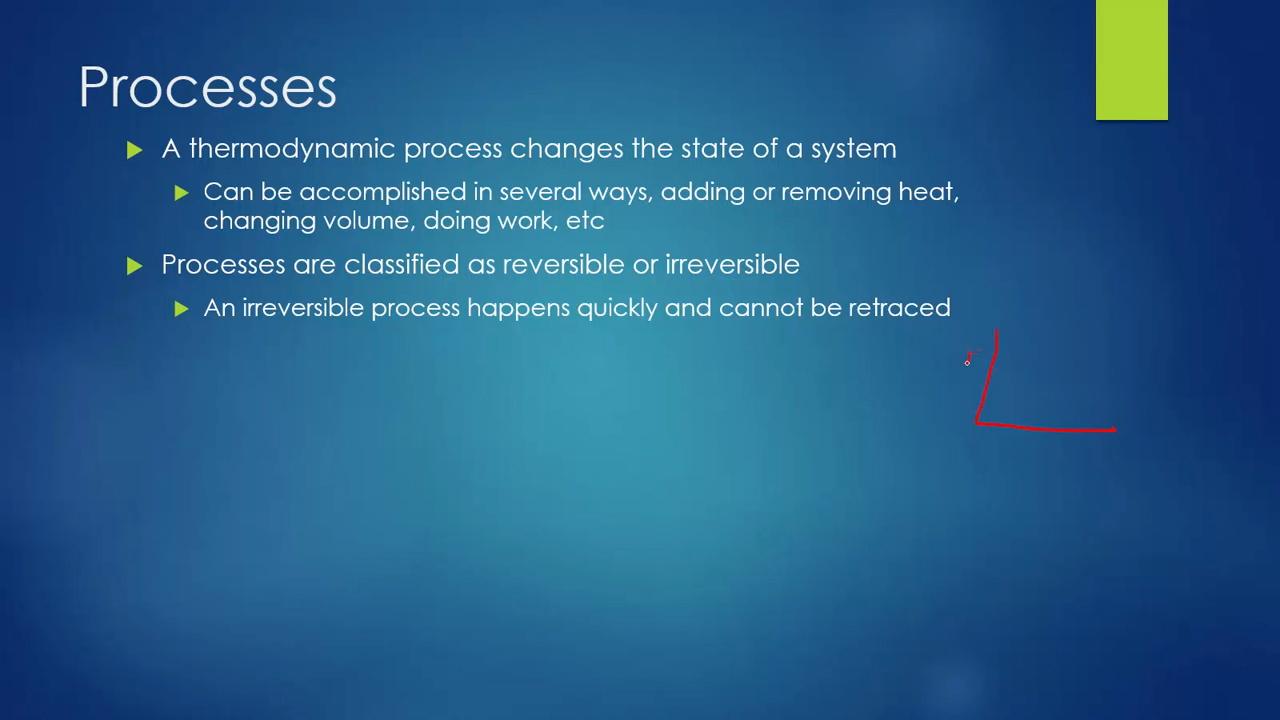 Processes
A thermodynamic process changes the state of a system
Can be accomplished in several ways, adding or removing heat,
changing volume, doing work, etc
Processes are classified as reversible or irreversible
An irreversible process happens quickly and cannot be retraced